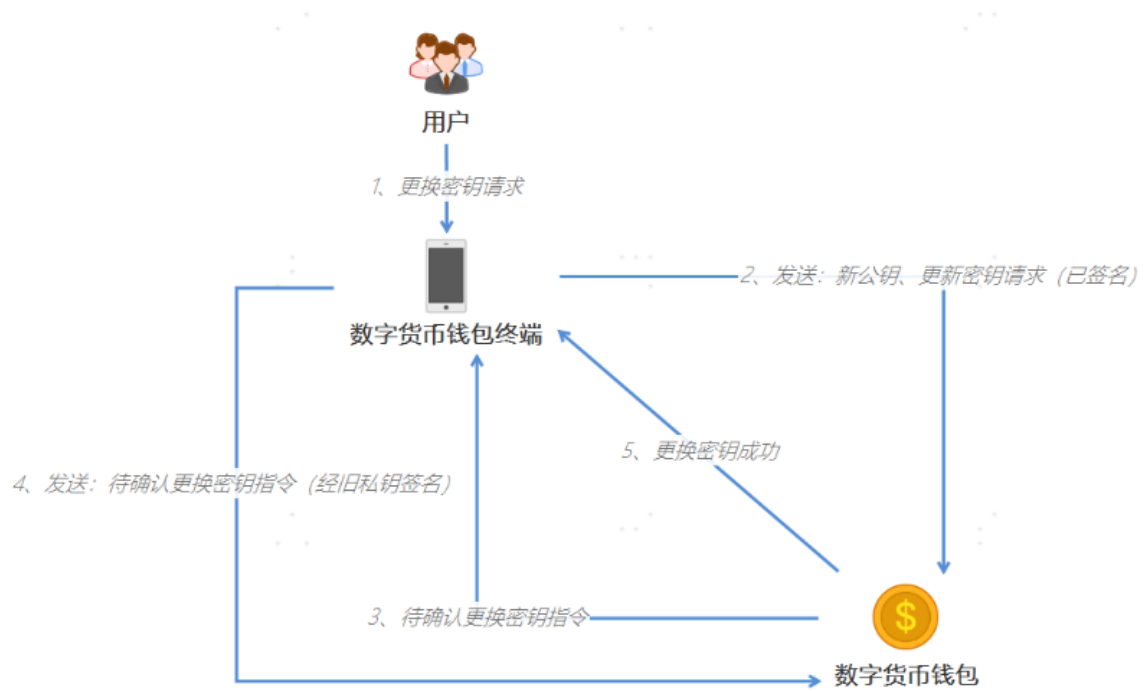 用户
1、更换密钥请求
2、发送：新公钥、更新密钥请求（已签名）
数字货币钱包终端
5、更换密钥成功
4、发送：待确认更换密钥指令（经旧私钥签名）
3、待确认更换密钥指令
$
数字货币钱包